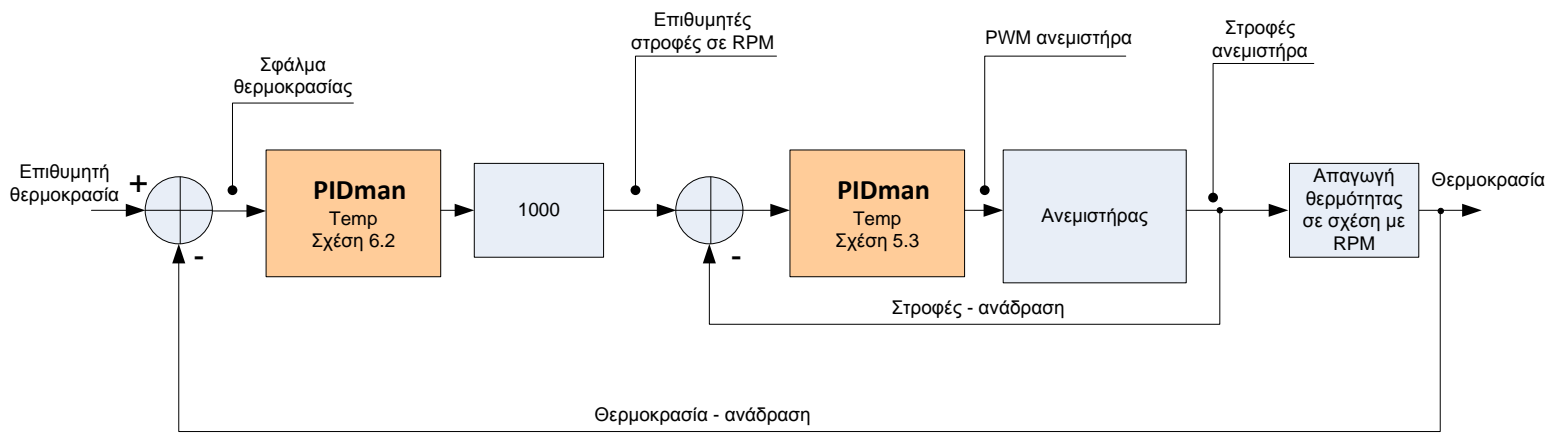 Επιθυμητές
στροφές σε RPM
PWM ανεμιστήρα
Στροφές
ανεμιστήρα
Σφάλμα
θερμοκρασίας
Επιθυμητή
θερμοκρασία
+
-
PIDman
Temp
Σχέση 6.2
1000
-
PIDman
Temp
Σχέση 5.3
Ανεμιστήρας
Απαγωγή
θερμότητας
σε σχέση με
RPM
Θερμοκρασία
Στροφές - ανάδραση
Θερμοκρασία - ανάδραση